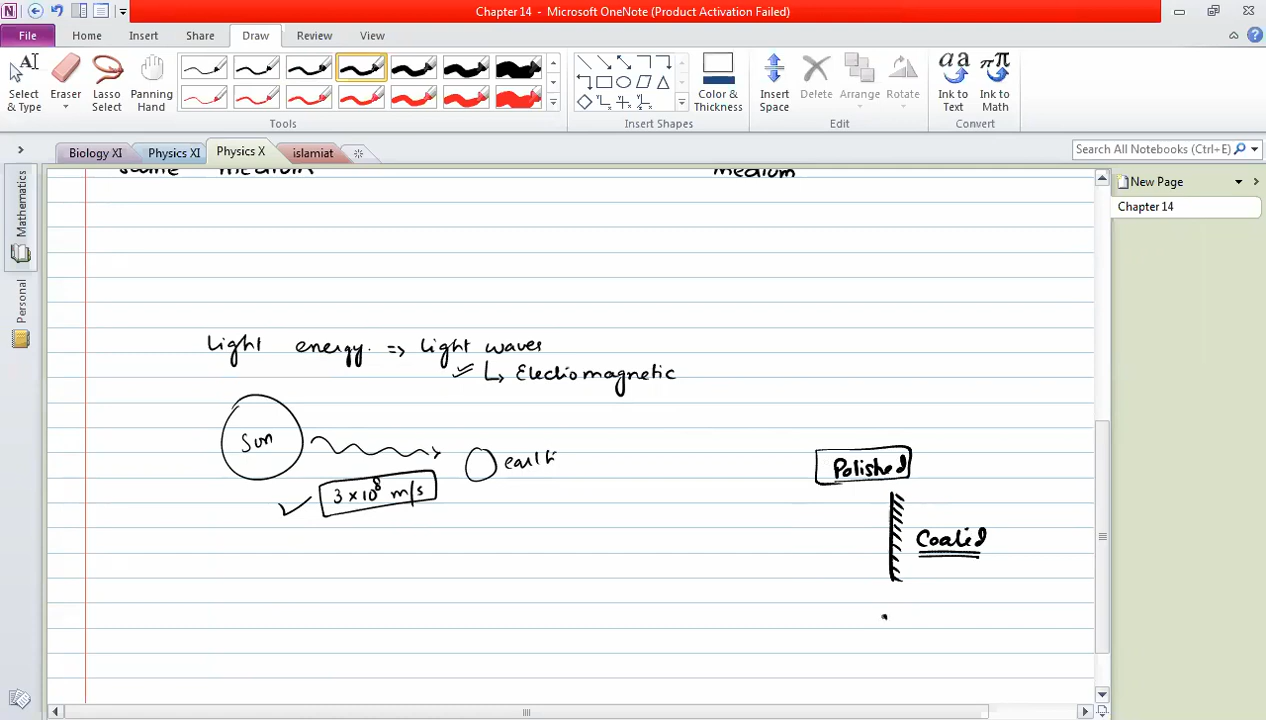 Chapter 14 - Microsoft OneNote (Product Activation Failed)
File Home Insert Share Draw Review View
Select & Type
Eraser
Lasso Select
Panning Hand
Color & Thickness
Insert Space
Delete
Arrange
Rotate
Ink to Text
Ink to Math
Tools
Insert Shapes
Edit
Convert
Biology XI
Physics XI
Physics X
islamiat
Search All Notebooks (Ctrl+E)
New Page
Chapter 14
Mathematics
Personal
same medium
medium
Light energy. => Light waves
↳ Electromagnetic
Sun
earth
3 × 10⁸ m/s
Polished
Coated